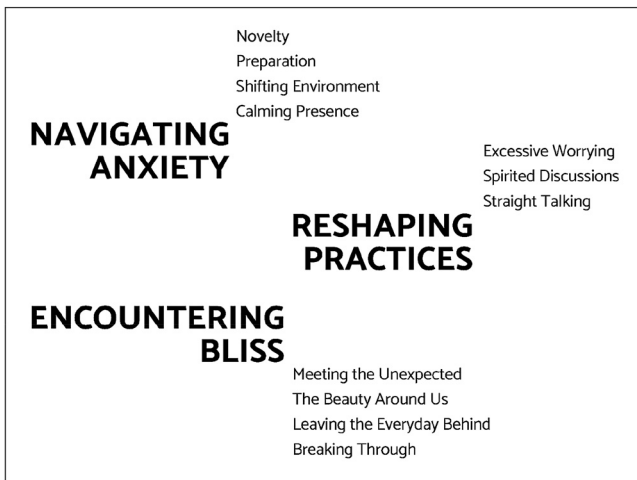 Novelty
Preparation
Shifting Environment
Calming Presence
NAVIGATING
ANXIETY
Excessive Worrying
Spirited Discussions
Straight Talking
RESHAPING
PRACTICES
ENCOUNTERING
BLISS
Meeting the Unexpected
The Beauty Around Us
Leaving the Everyday Behind
Breaking Through